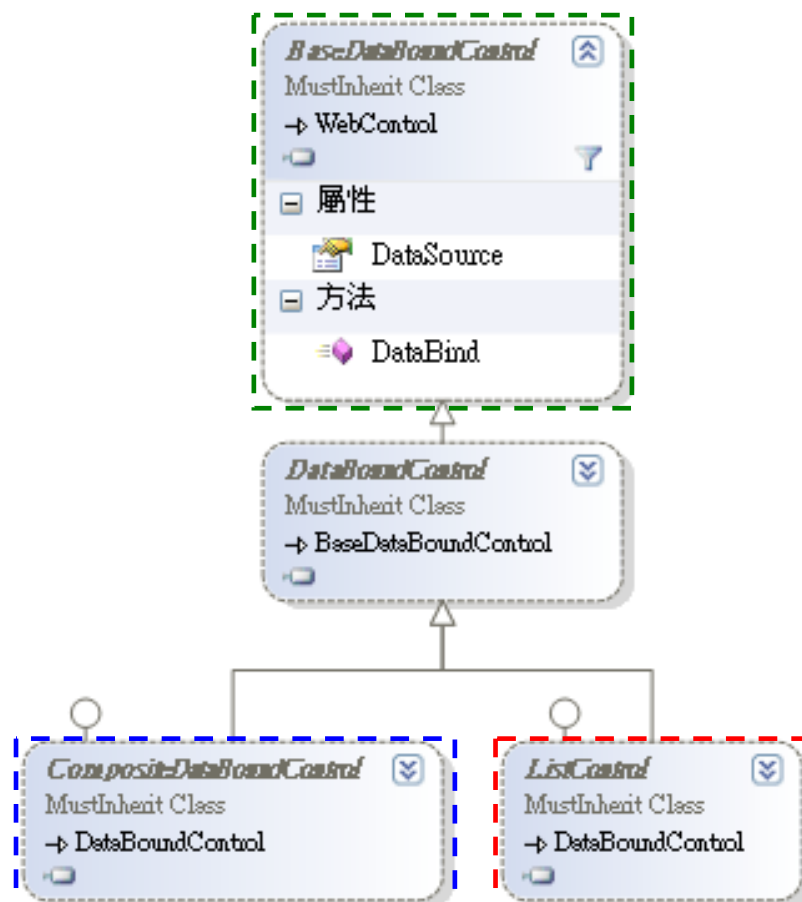 BaseDataBoundControl
MustInherit Class
WebControl
屬性
DataSource
方法
DataBind
DataBoundControl
MustInherit Class
BaseDataBoundControl
CompositeDataBoundControl
MustInherit Class
DataBoundControl
ListControl
MustInherit Class
DataBoundControl